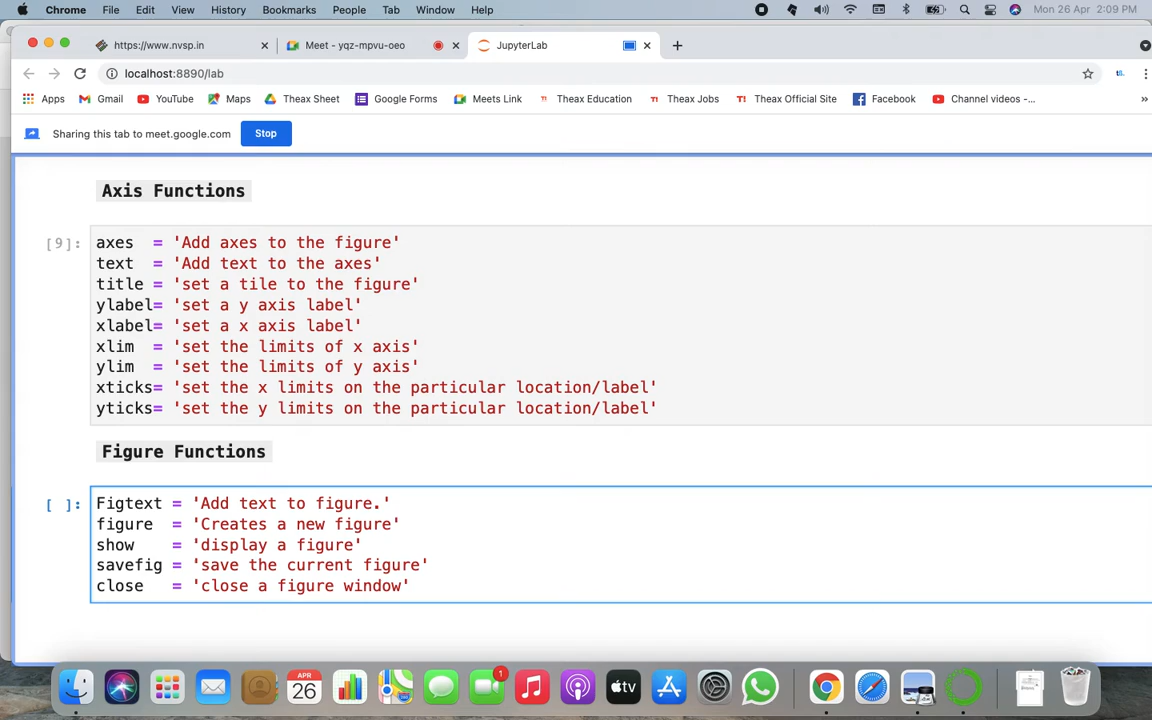 Chrome File Edit View History Bookmarks People Tab Window Help Mon 26 Apr 2:09 PM
https://www.nvsp.in Meet - yqz-mpvu-oeo JupyterLab
localhost:8890/lab
Apps Gmail YouTube Maps Theax Sheet Google Forms Meets Link Theax Education Theax Jobs Theax Official Site Facebook Channel videos -...
Sharing this tab to meet.google.com Stop
Axis Functions
[9]: axes = 'Add axes to the figure'
text = 'Add text to the axes'
title = 'set a tile to the figure'
ylabel= 'set a y axis label'
xlabel= 'set a x axis label'
xlim = 'set the limits of x axis'
ylim = 'set the limits of y axis'
xticks= 'set the x limits on the particular location/label'
yticks= 'set the y limits on the particular location/label'
Figure Functions
[ ]: Figtext = 'Add text to figure.'
figure = 'Creates a new figure'
show = 'display a figure'
savefig = 'save the current figure'
close = 'close a figure window'
APR
26
1
tv